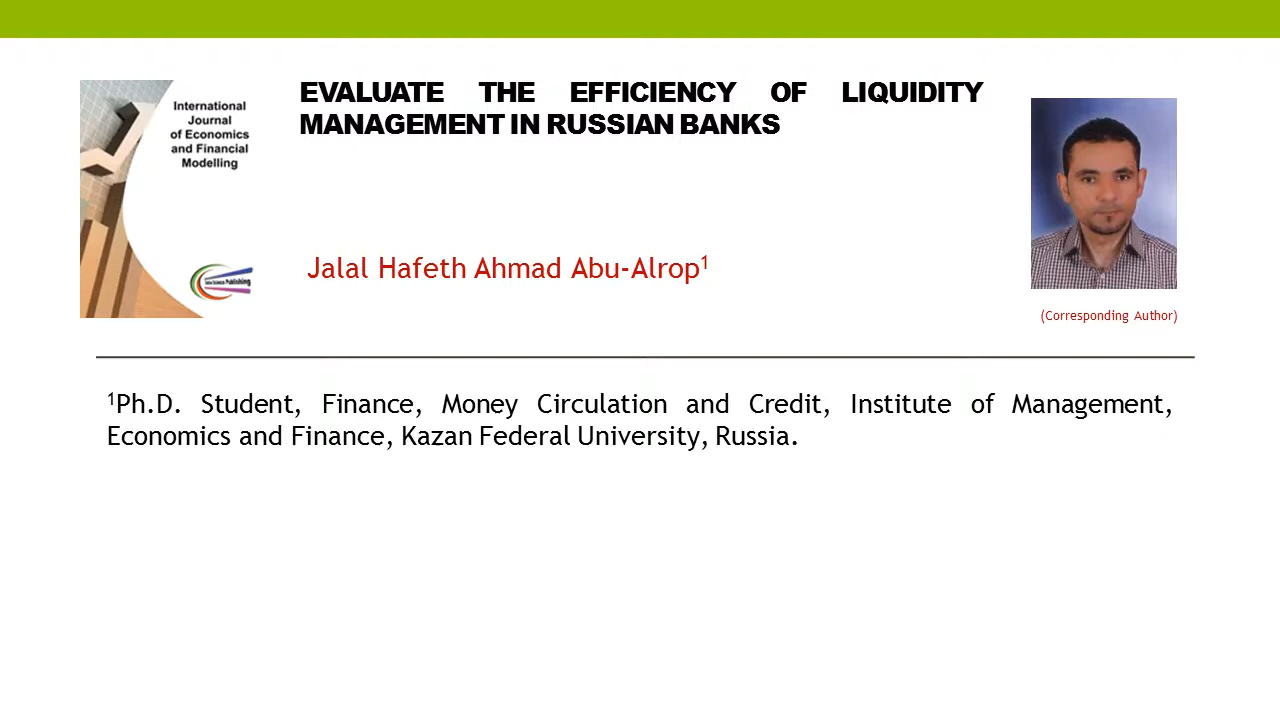 International
Journal
of Economics
and Financial
Modelling
EVALUATE THE EFFICIENCY OF LIQUIDITY
MANAGEMENT IN RUSSIAN BANKS
Jalal Hafeth Ahmad Abu-Alrop¹
(Corresponding Author)
¹Ph.D. Student, Finance, Money Circulation and Credit, Institute of Management,
Economics and Finance, Kazan Federal University, Russia.